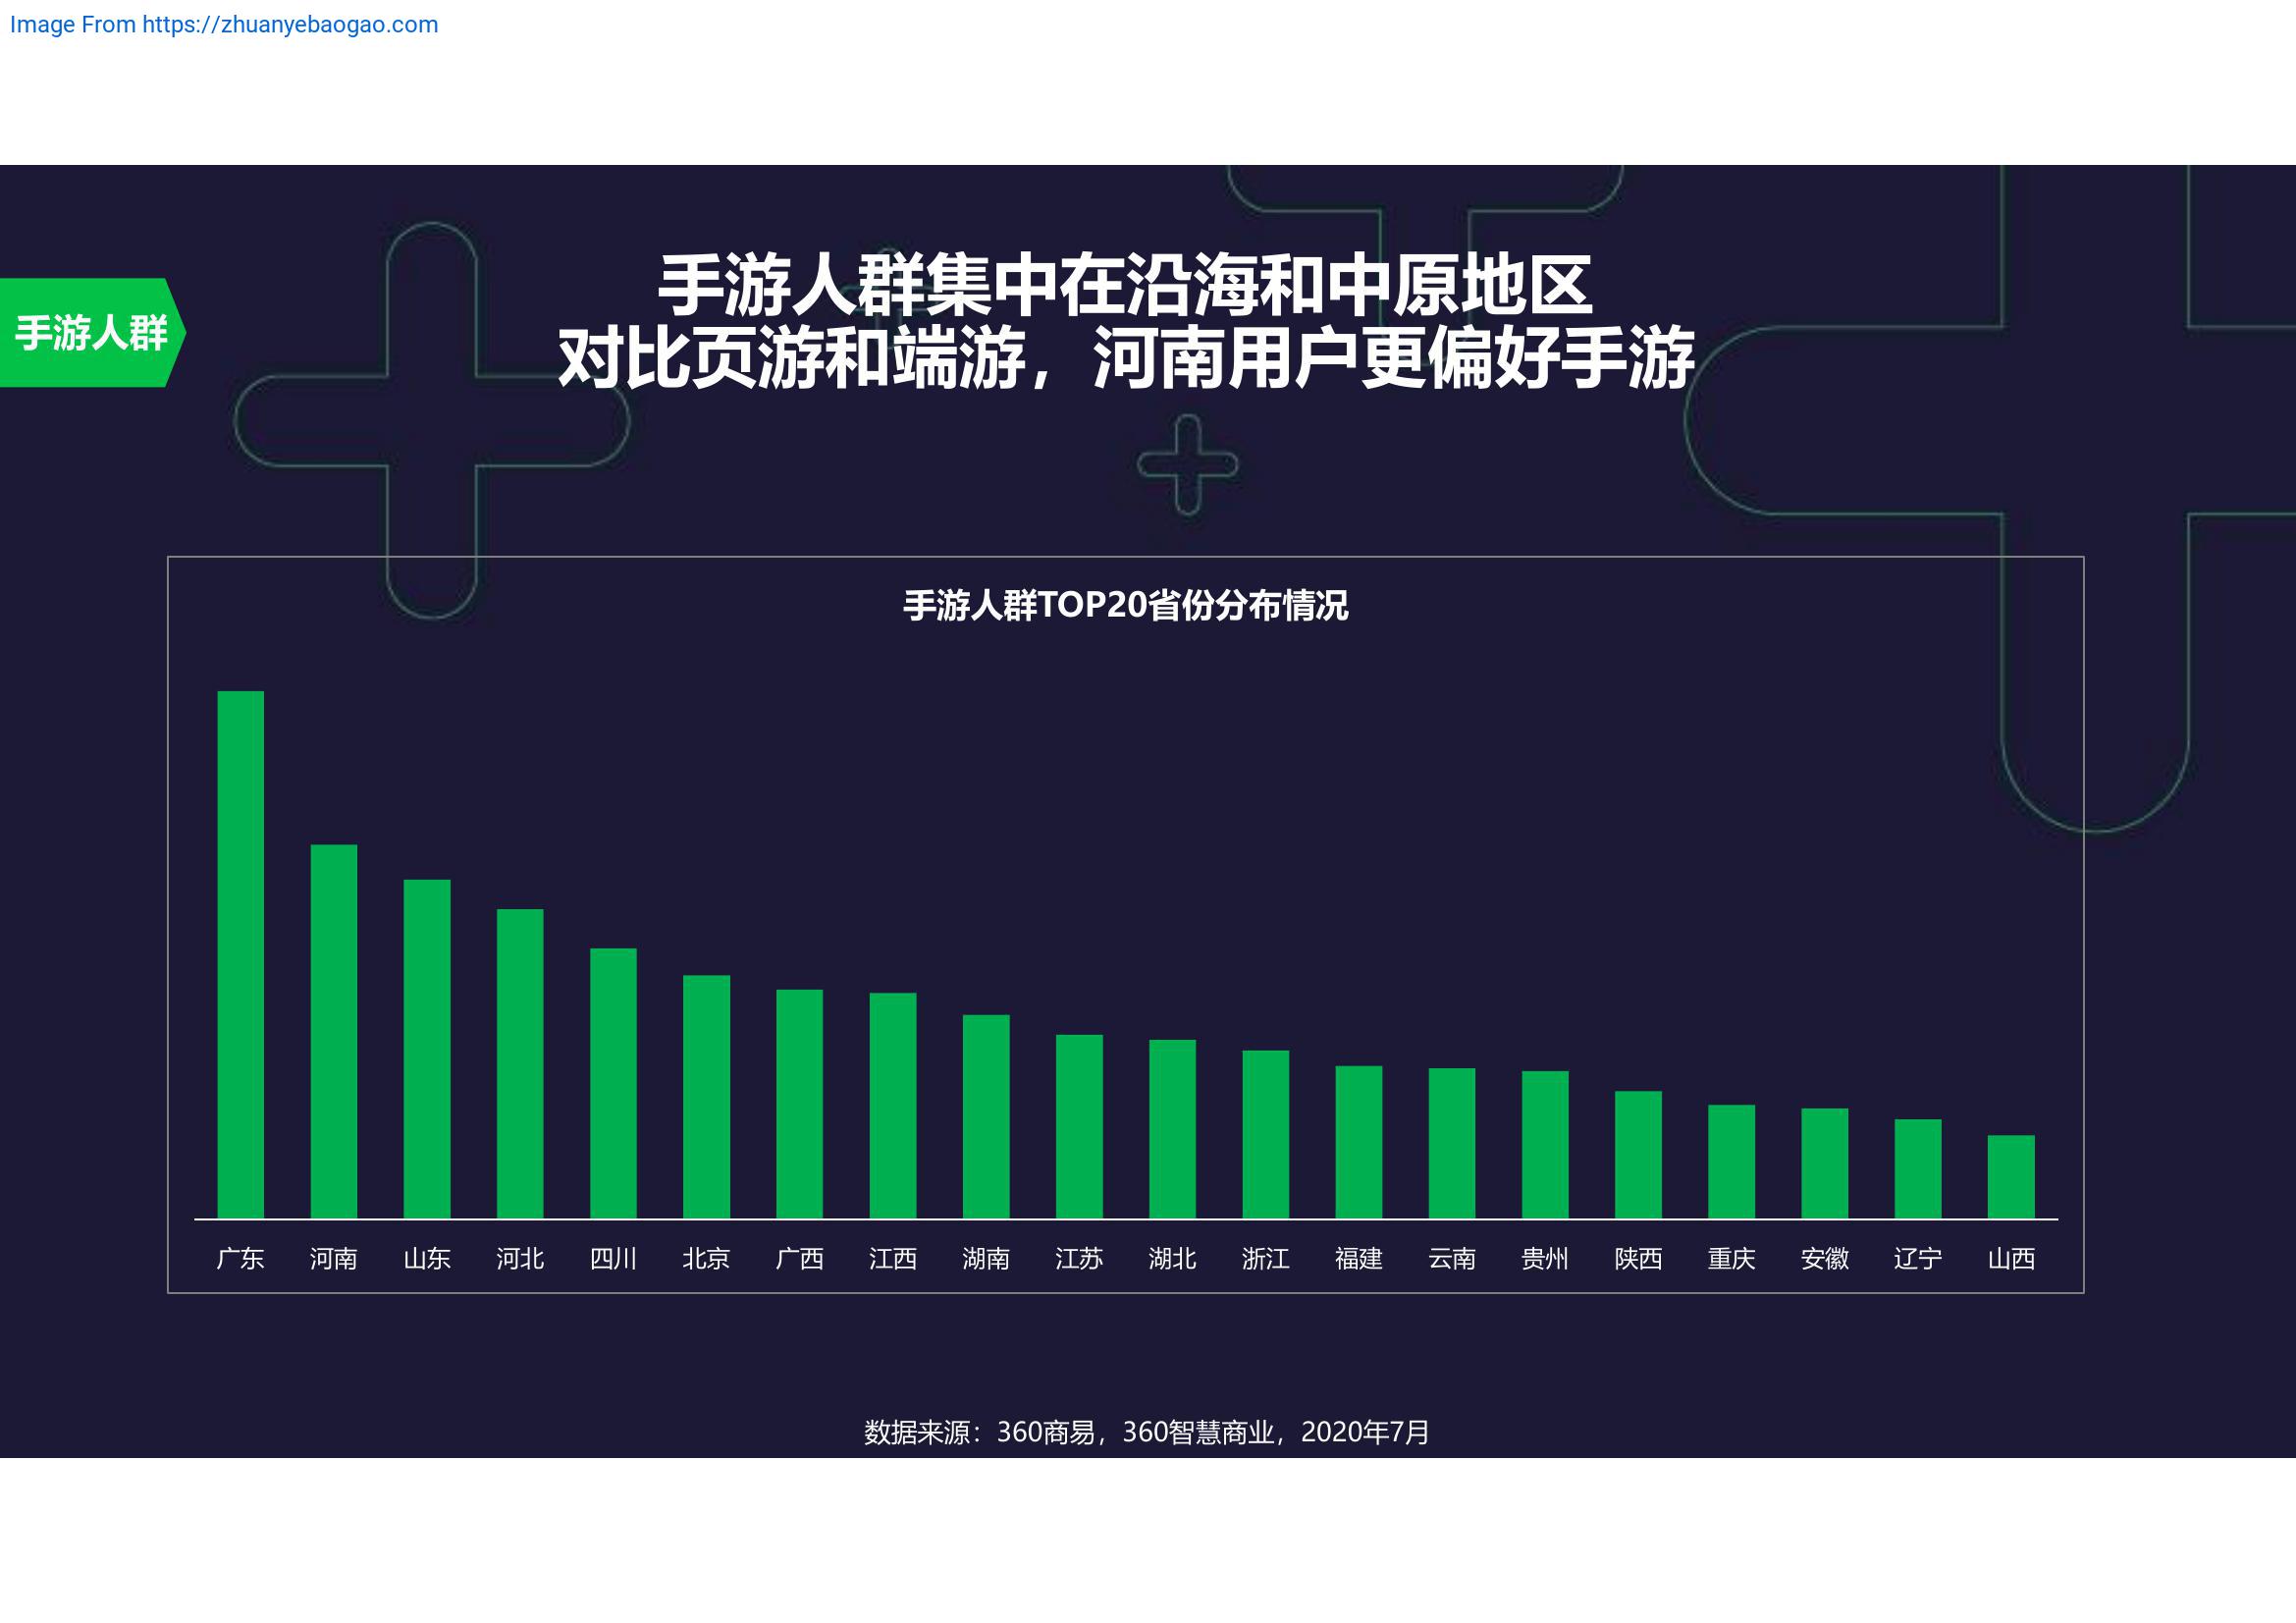 Image From https://zhuanyebaogao.com
手游人群集中在沿海和中原地区
对比页游和端游，河南用户更偏好手游
手游人群
手游人群TOP20省份分布情况
广东 河南 山东 河北 四川 北京 广西 江西 湖南 江苏 湖北 浙江 福建 云南 贵州 陕西 重庆 安徽 辽宁 山西
数据来源：360商易，360智慧商业，2020年7月